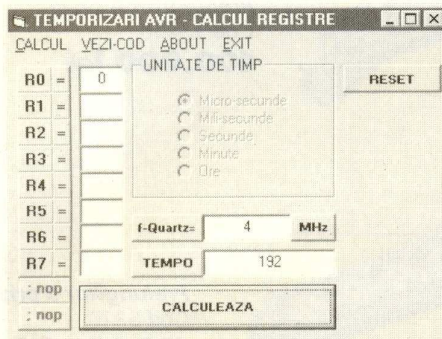 TEMPORIZARI AVR - CALCUL REGISTRE
CALCUL VEZI-COD ABOUT EXIT
UNITATE DE TIMP
R0 = 0
R1 =
R2 =
R3 =
R4 =
R5 =
R6 =
R7 =
; nop
; nop
Micro-secunde
Mili-secunde
Secunde
Minute
Ore
RESET
f-Quartz= 4 MHz
TEMPO 192
CALCULEAZA